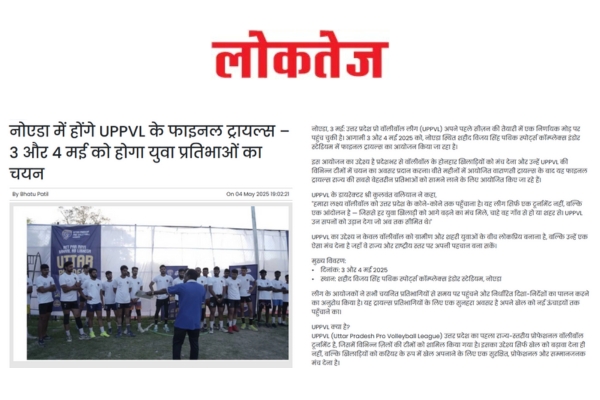 लोकतेज
नोएडा में होंगे UPPVL के फाइनल ट्रायल्स –
3 और 4 मई को होगा युवा प्रतिभाओं का
चयन
By Bhatu Patil
On 04 May 2025 19:02:21
UTTAR
नोएडा, 3 मई: उत्तर प्रदेश प्रो वॉलीबॉल लीग (UPPVL) अपने पहले सीजन की तैयारी में एक निर्णायक मोड़ पर
पहुंच चुकी है। आगामी 3 और 4 मई 2025 को, नोएडा स्थित शहीद विजय सिंह पथिक स्पोर्ट्स कॉम्प्लेक्स इंडोर
स्टेडियम में फाइनल ट्रायल्स का आयोजन किया जा रहा है।
इस आयोजन का उद्देश्य है प्रदेशभर से वॉलीबॉल के होनहार खिलाड़ियों को मंच देना और उन्हें UPPVL की
विभिन्न टीमों में चयन का अवसर प्रदान करना। बीते महीनों में आयोजित वाराणसी ट्रायल्स के बाद यह फाइनल
ट्रायल्स राज्य की सबसे बेहतरीन प्रतिभाओं को सामने लाने के लिए आयोजित किए जा रहे हैं।
UPPVL के डायरेक्टर श्री कुलवंत बालियान ने कहा,
"हमारा लक्ष्य वॉलीबॉल को उत्तर प्रदेश के कोने-कोने तक पहुँचाना है। यह लीग सिर्फ एक टूर्नामेंट नहीं, बल्कि
एक आंदोलन है — जिससे हर युवा खिलाड़ी को आगे बढ़ने का मंच मिले, चाहे वह गाँव से हो या शहर से। UPPVL
उन सपनों को उड़ान देगा जो अब तक सीमित थे।"
UPPVL का उद्देश्य न केवल वॉलीबॉल को ग्रामीण और शहरी युवाओं के बीच लोकप्रिय बनाना है, बल्कि उन्हें एक
ऐसा मंच देना है जहाँ वे राज्य और राष्ट्रीय स्तर पर अपनी पहचान बना सकें।
मुख्य विवरण:
• दिनांक: 3 और 4 मई 2025
• स्थान: शहीद विजय सिंह पथिक स्पोर्ट्स कॉम्प्लेक्स इंडोर स्टेडियम, नोएडा
लीग के आयोजकों ने सभी चयनित प्रतिभागियों से समय पर पहुंचने और निर्धारित दिशा-निर्देशों का पालन करने
का अनुरोध किया है। यह ट्रायल्स प्रतिभागियों के लिए एक सुनहरा अवसर है अपने खेल को नई ऊंचाइयों तक
पहुँचाने का।
UPPVL क्या है?
UPPVL (Uttar Pradesh Pro Volleyball League) उत्तर प्रदेश का पहला राज्य-स्तरीय प्रोफेशनल वॉलीबॉल
टूर्नामेंट है, जिसमें विभिन्न जिलों की टीमों को शामिल किया गया है। इसका उद्देश्य सिर्फ खेल को बढ़ावा देना ही
नहीं, बल्कि खिलाड़ियों को करियर के रूप में खेल अपनाने के लिए एक सुरक्षित, प्रोफेशनल और सम्मानजनक
मंच देना है।